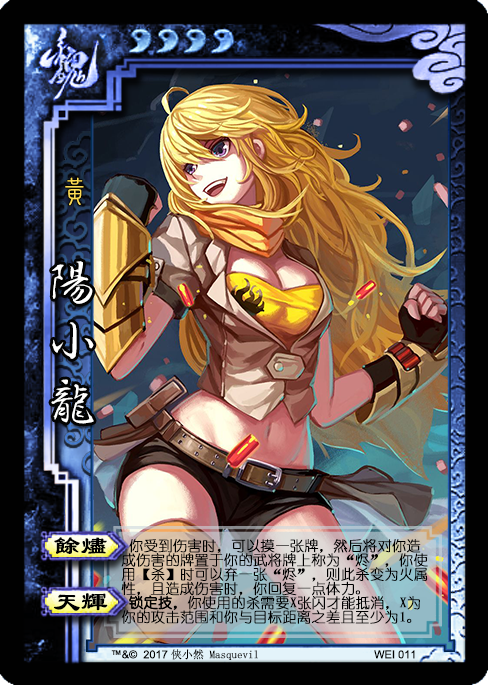 魏
黃
陽小龍
餘燼
你受到伤害时，可以摸一张牌，然后将对你造
成伤害的牌置于你的武将牌上称为“烬”，你使
用【杀】时可以弃一张“烬”，则此杀变为火属
性，且造成伤害时，你回复一点体力。
天輝
锁定技，你使用的杀需要X张闪才能抵消，X为
你的攻击范围和你与目标距离之差且至少为1。
™&© 2017 侠小然 Masquevil
WEI 011